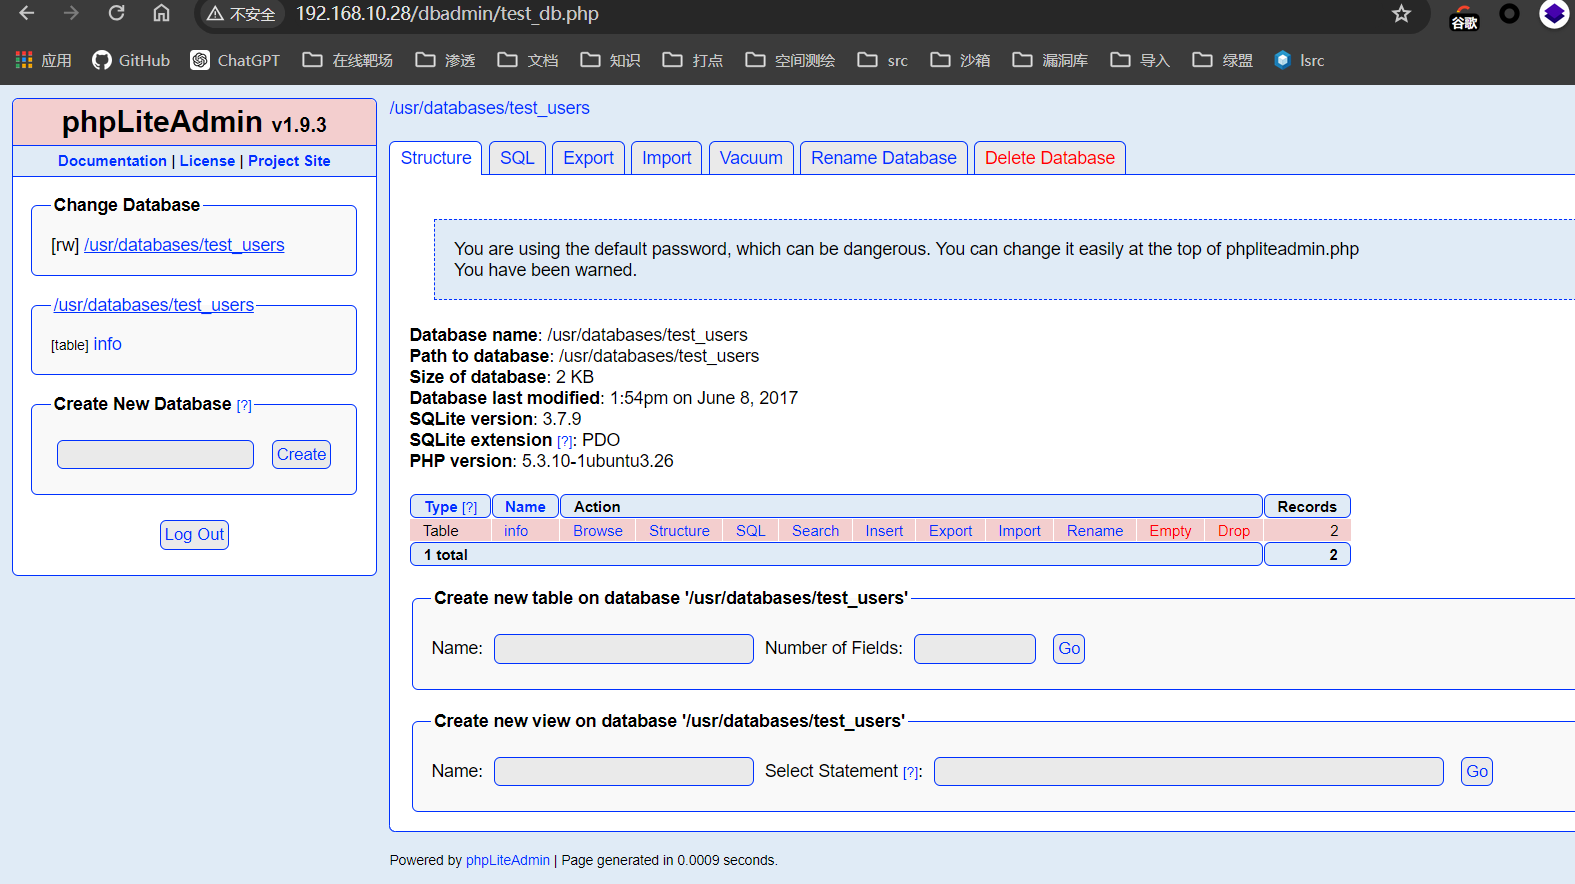 不安全 192.168.10.28/dbadmin/test_db.php 谷歌
应用 GitHub ChatGPT 在线靶场 渗透 文档 知识 打点 空间测绘 src 沙箱 漏洞库 导入 绿盟 lsrc
phpLiteAdmin v1.9.3
Documentation | License | Project Site
Change Database
[rw] /usr/databases/test_users
/usr/databases/test_users
[table] info
Create New Database [?]
Create
Log Out
/usr/databases/test_users
Structure SQL Export Import Vacuum Rename Database Delete Database
You are using the default password, which can be dangerous. You can change it easily at the top of phpliteadmin.php
You have been warned.
Database name: /usr/databases/test_users
Path to database: /usr/databases/test_users
Size of database: 2 KB
Database last modified: 1:54pm on June 8, 2017
SQLite version: 3.7.9
SQLite extension [?]: PDO
PHP version: 5.3.10-1ubuntu3.26
Type [?] Name Action Records
Table info Browse Structure SQL Search Insert Export Import Rename Empty Drop 2
1 total 2
Create new table on database '/usr/databases/test_users'
Name: Number of Fields: Go
Create new view on database '/usr/databases/test_users'
Name: Select Statement [?]: Go
Powered by phpLiteAdmin | Page generated in 0.0009 seconds.